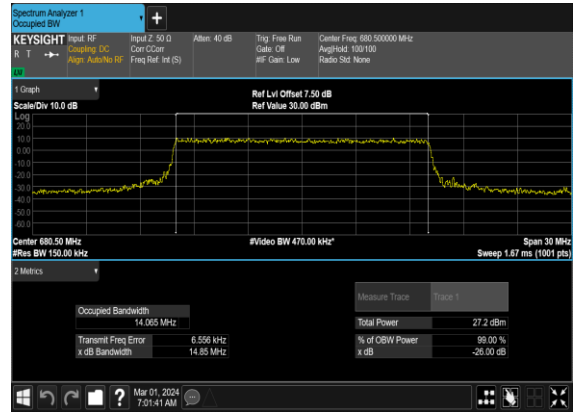 Spectrum Analyzer 1
Occupied BW
+
KEYSIGHT Input: RF Input Z: 50 Ω Atten: 40 dB Trig: Free Run Center Freq: 680.500000 MHz
R T Coupling: DC Corr CCorr Gate: Off Avg|Hold: 100/100
Align: Auto/No RF Freq Ref: Int (S) #IF Gain: Low Radio Std: None
LW
1 Graph
Scale/Div 10.0 dB Ref Lvl Offset 7.50 dB
Ref Value 30.00 dBm
Log
20.0
10.0
0.00
-10.0
-20.0
-30.0
-40.0
-50.0
-60.0
Center 680.50 MHz #Video BW 470.00 kHz* Span 30 MHz
#Res BW 150.00 kHz Sweep 1.67 ms (1001 pts)
2 Metrics
Measure Trace Trace 1
Occupied Bandwidth
14.065 MHz Total Power 27.2 dBm
Transmit Freq Error 6.556 kHz % of OBW Power 99.00 %
x dB Bandwidth 14.85 MHz x dB -26.00 dB
? Mar 01, 2024
7:01:41 AM